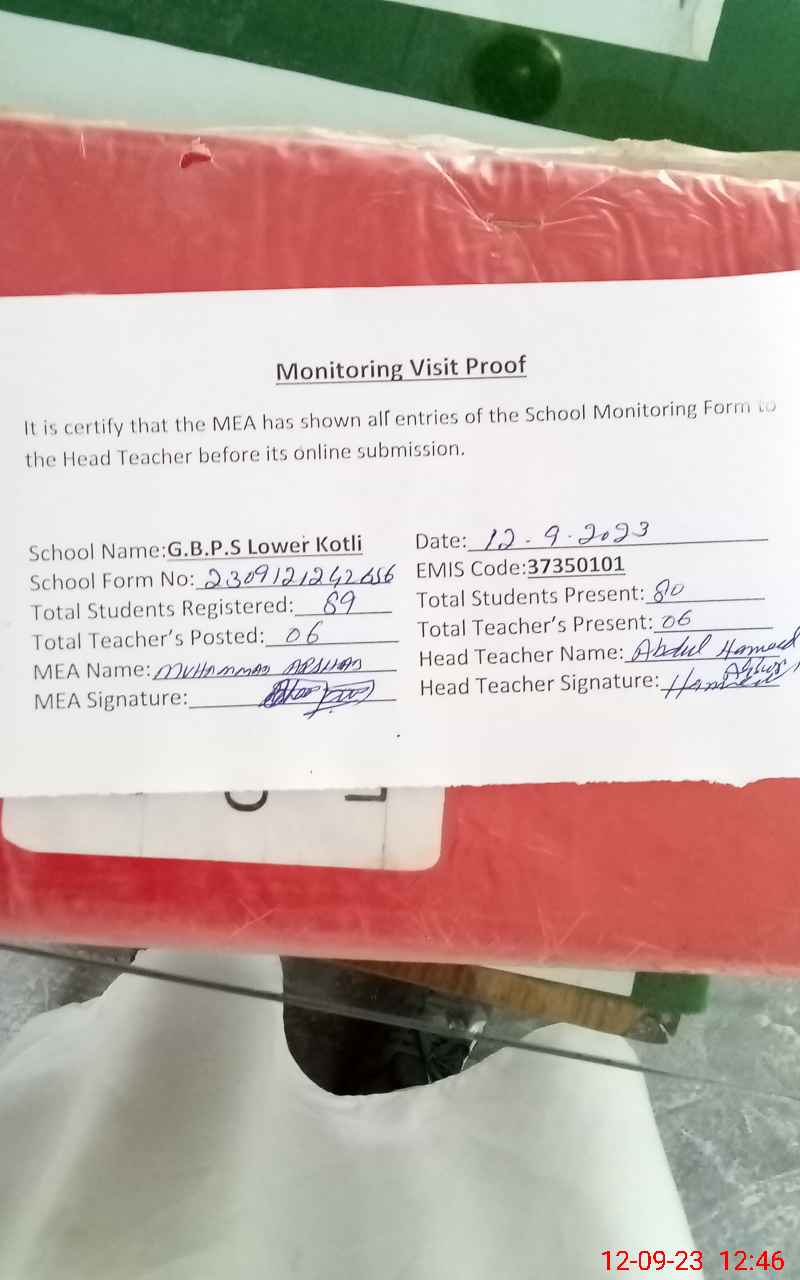 Monitoring Visit Proof
It is certify that the MEA has shown all entries of the School Monitoring Form to
the Head Teacher before its online submission.
School Name:G.B.P.S Lower Kotli
Date: 12-9-2023
School Form No: 2309121242656
EMIS Code:37350101
Total Students Registered: 89
Total Students Present: 80
Total Teacher's Posted: 06
Total Teacher's Present: 06
MEA Name: MUHAMMAD ARSHAD
Head Teacher Name: Abdul Hameed
MEA Signature:
Head Teacher Signature:
12-09-23 12:46